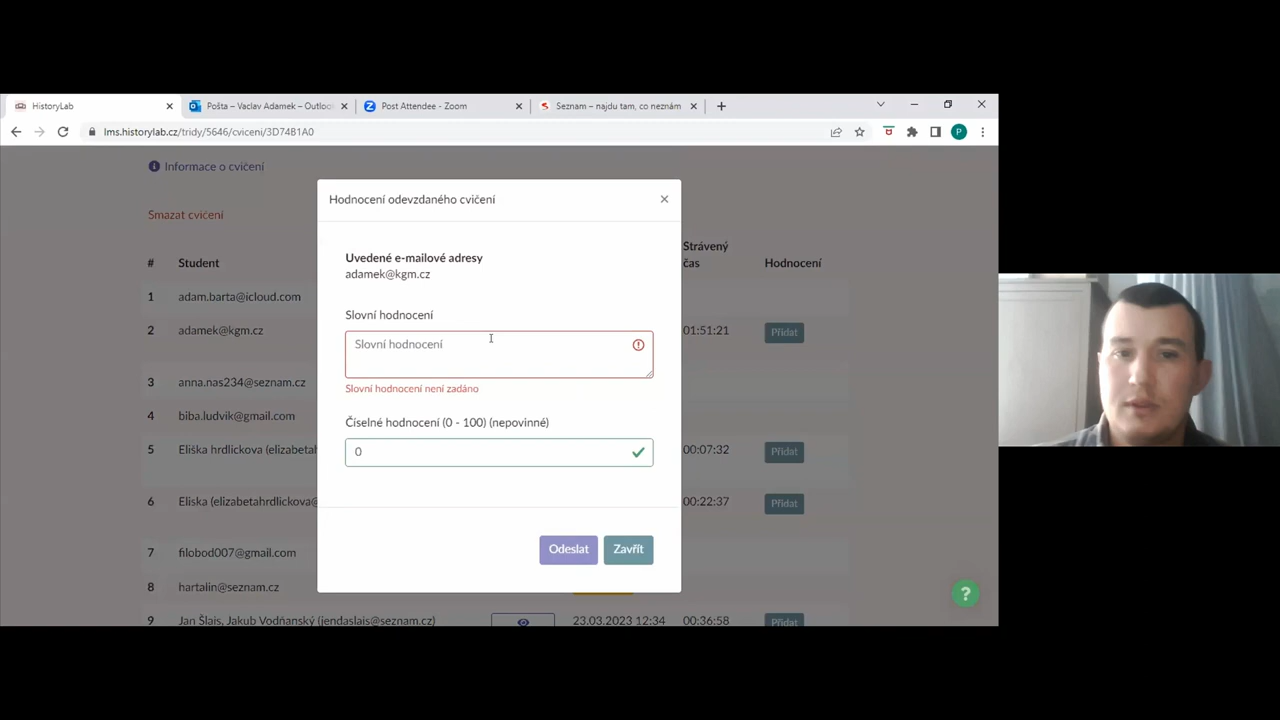 HistoryLab
Pošta – Vaclav Adamek – Outloo
Post Attendee - Zoom
Seznam – najdu tam, co neznám
lms.historylab.cz/tridy/5646/cviceni/3D74B1A0
P
Informace o cvičení
Smazat cvičení
# Student Strávený čas Hodnocení
1 adam.barta@icloud.com
2 adamek@kgm.cz 01:51:21 Přidat
3 anna.nas234@seznam.cz
4 biba.ludvik@gmail.com
5 Eliška hrdlickova (elizabetah 00:07:32 Přidat
6 Eliska (elizabetahrdlickova@ 00:22:37 Přidat
7 filobod007@gmail.com
8 hartalin@seznam.cz
9 Jan Šlais, Jakub Vodňanský (jendaslais@seznam.cz) 23.03.2023 12:34 00:36:58 Přidat
Hodnocení odevzdaného cvičení
Uvedené e-mailové adresy
adamek@kgm.cz
Slovní hodnocení
Slovní hodnocení
Slovní hodnocení není zadáno
Číselné hodnocení (0 - 100) (nepovinné)
0
Odeslat Zavřít
?